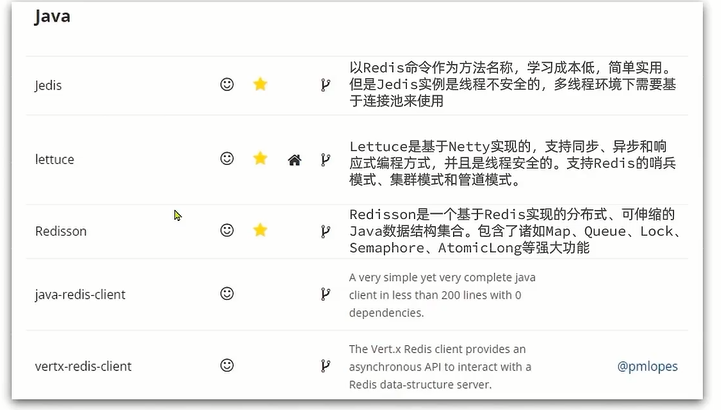 Java
Jedis
以Redis命令作为方法名称，学习成本低，简单实用。
但是Jedis实例是线程不安全的，多线程环境下需要基
于连接池来使用
lettuce
Lettuce是基于Netty实现的，支持同步、异步和响
应式编程方式，并且是线程安全的。支持Redis的哨兵
模式、集群模式和管道模式。
Redisson
Redisson是一个基于Redis实现的分布式、可伸缩的
Java数据结构集合。包含了诸如Map、Queue、Lock、
Semaphore、AtomicLong等强大功能
java-redis-client
A very simple yet very complete java
client in less than 200 lines with 0
dependencies.
vertx-redis-client
The Vert.x Redis client provides an
asynchronous API to interact with a
Redis data-structure server.
@pmlopes